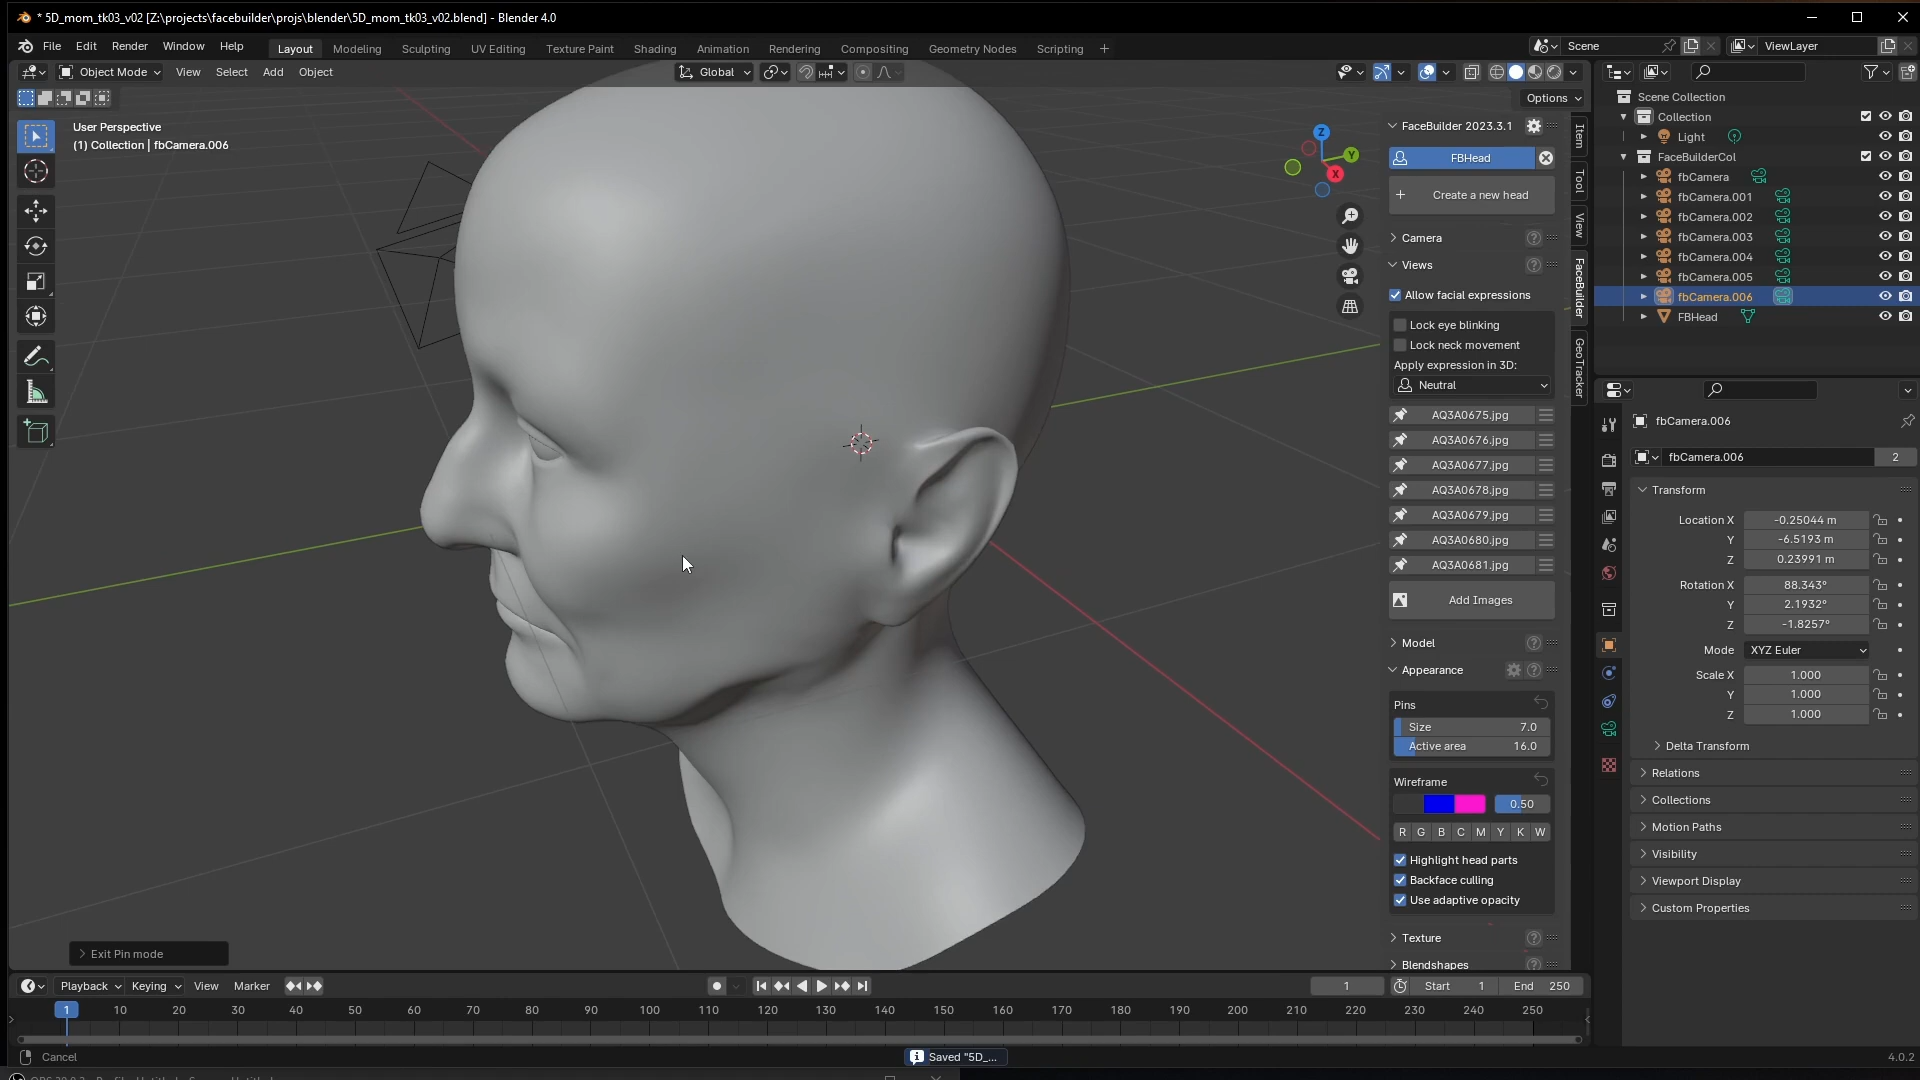 * 5D_mom_tk03_v02 [Z:\projects\facebuilder\projs\blender\5D_mom_tk03_v02.blend] - Blender 4.0
File Edit Render Window Help Layout Modeling Sculpting UV Editing Texture Paint Shading Animation Rendering Compositing Geometry Nodes Scripting + Scene ViewLayer
Object Mode View Select Add Object Global
Options
User Perspective
(1) Collection | fbCamera.006
Z
Y
X
FaceBuilder 2023.3.1
FBHead
+ Create a new head
Camera
Views
Allow facial expressions
Lock eye blinking
Lock neck movement
Apply expression in 3D:
Neutral
AQ3A0675.jpg
AQ3A0676.jpg
AQ3A0677.jpg
AQ3A0678.jpg
AQ3A0679.jpg
AQ3A0680.jpg
AQ3A0681.jpg
Add Images
Model
Appearance
Pins
Size 7.0
Active area 16.0
Wireframe
0.50
R G B C M Y K W
Highlight head parts
Backface culling
Use adaptive opacity
Texture
Blendshapes
Item
Tool
View
FaceBuilder
GeoTracker
Scene Collection
Collection
Light
FaceBuilderCol
fbCamera
fbCamera.001
fbCamera.002
fbCamera.003
fbCamera.004
fbCamera.005
fbCamera.006
FBHead
fbCamera.006
fbCamera.006 2
Transform
Location X -0.25044 m
Y -6.5193 m
Z 0.23991 m
Rotation X 88.343°
Y 2.1932°
Z -1.8257°
Mode XYZ Euler
Scale X 1.000
Y 1.000
Z 1.000
Delta Transform
Relations
Collections
Motion Paths
Visibility
Viewport Display
Custom Properties
Exit Pin mode
Playback Keying View Marker 1 Start 1 End 250
1 10 20 30 40 50 60 70 80 90 100 110 120 130 140 150 160 170 180 190 200 210 220 230 240 250
Cancel Saved "5D_... 4.0.2